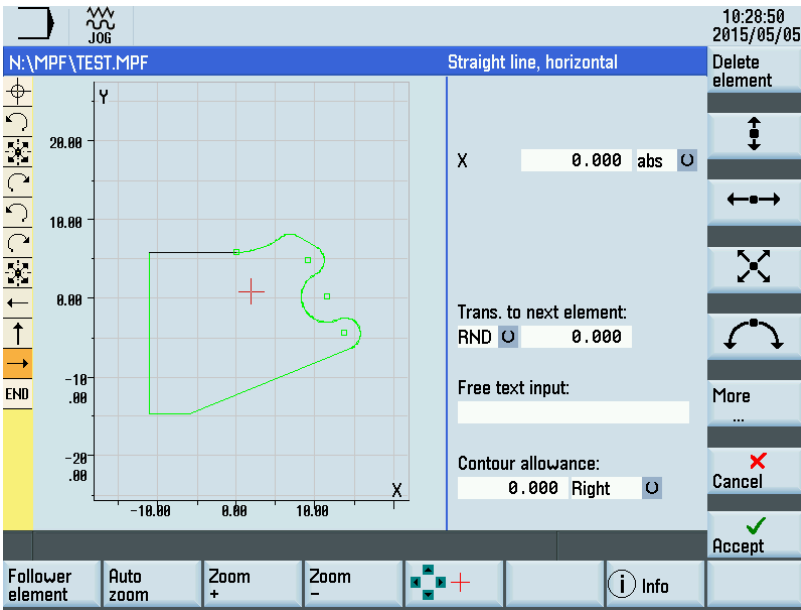 JOG
10:28:50
2015/05/05
N:\MPF\TEST.MPF
Straight line, horizontal
Delete
element
Y
20.00
10.00
0.00
-10
.00
-20
.00
X
-10.00
0.00
10.00
END
X
0.000
abs
Trans. to next element:
RND
0.000
Free text input:
Contour allowance:
0.000
Right
More
...
Cancel
Accept
Follower
element
Auto
zoom
Zoom
+
Zoom
-
i
Info